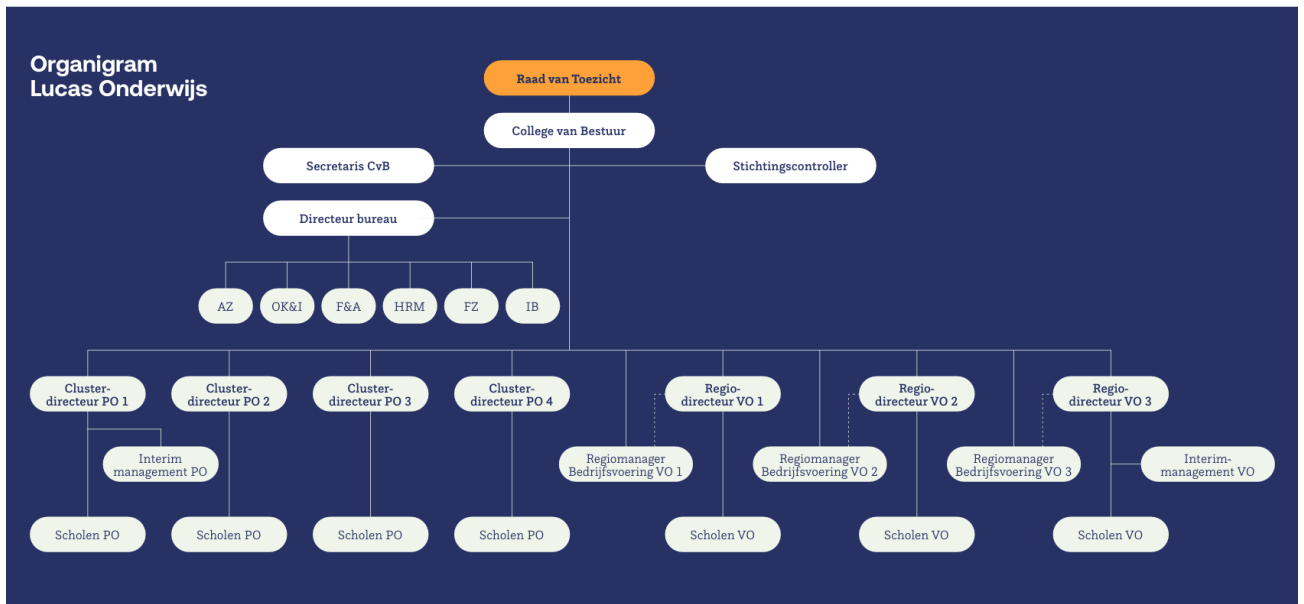 Organigram
Lucas Onderwijs
Raad van Toezicht
College van Bestuur
Secretaris CvB
Stichtingscontroller
Directeur bureau
AZ
OK&I
F&A
HRM
FZ
IB
Cluster-
directeur PO 1
Cluster-
directeur PO 2
Cluster-
directeur PO 3
Cluster-
directeur PO 4
Regio-
directeur VO 1
Regio-
directeur VO 2
Regio-
directeur VO 3
Interim
management PO
Regiomanager
Bedrijfsvoering VO 1
Regiomanager
Bedrijfsvoering VO 2
Regiomanager
Bedrijfsvoering VO 3
Interim-
management VO
Scholen PO
Scholen PO
Scholen PO
Scholen PO
Scholen VO
Scholen VO
Scholen VO